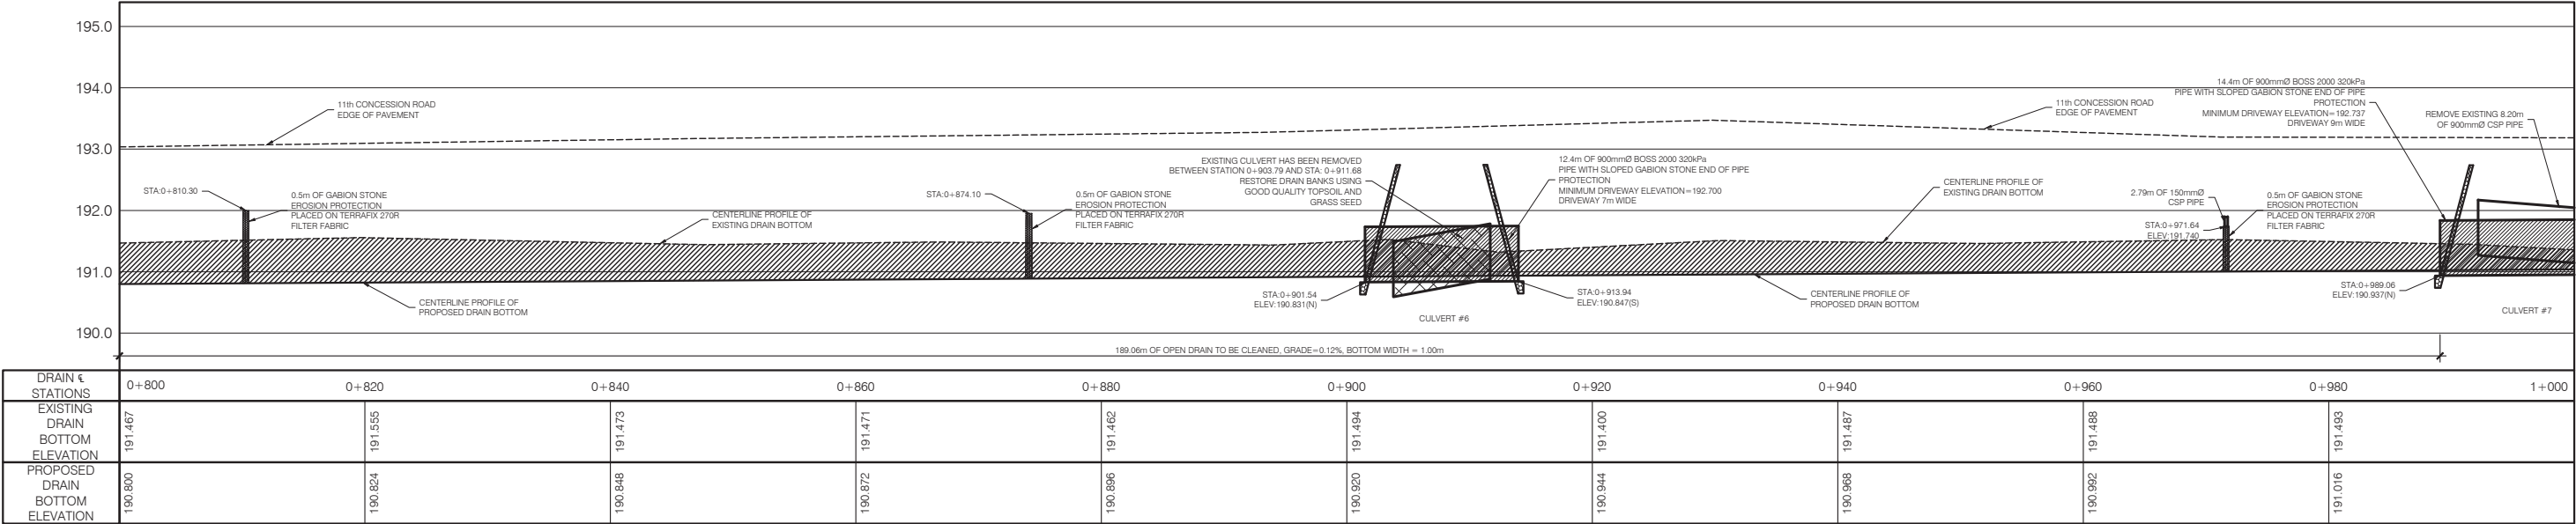 195.0
194.0
193.0
192.0
191.0
190.0
11th CONCESSION ROAD
EDGE OF PAVEMENT
STA:0+810.30
0.5m OF GABION STONE
EROSION PROTECTION
PLACED ON TERRAFIX 270R
FILTER FABRIC
CENTERLINE PROFILE OF
EXISTING DRAIN BOTTOM
CENTERLINE PROFILE OF
PROPOSED DRAIN BOTTOM
STA:0+874.10
0.5m OF GABION STONE
EROSION PROTECTION
PLACED ON TERRAFIX 270R
FILTER FABRIC
EXISTING CULVERT HAS BEEN REMOVED
BETWEEN STATION 0+903.79 AND STA: 0+911.68
RESTORE DRAIN BANKS USING
GOOD QUALITY TOPSOIL AND
GRASS SEED
12.4m OF 900mmØ BOSS 2000 320kPa
PIPE WITH SLOPED GABION STONE END OF PIPE
PROTECTION
MINIMUM DRIVEWAY ELEVATION=192.700
DRIVEWAY 7m WIDE
STA:0+901.54
ELEV:190.831(N)
CULVERT #6
STA:0+913.94
ELEV:190.847(S)
CENTERLINE PROFILE OF
EXISTING DRAIN BOTTOM
CENTERLINE PROFILE OF
PROPOSED DRAIN BOTTOM
11th CONCESSION ROAD
EDGE OF PAVEMENT
2.79m OF 150mmØ
CSP PIPE
STA:0+971.64
ELEV:191.740
0.5m OF GABION STONE
EROSION PROTECTION
PLACED ON TERRAFIX 270R
FILTER FABRIC
14.4m OF 900mmØ BOSS 2000 320kPa
PIPE WITH SLOPED GABION STONE END OF PIPE
PROTECTION
MINIMUM DRIVEWAY ELEVATION=192.737
DRIVEWAY 9m WIDE
REMOVE EXISTING 8.20m
OF 900mmØ CSP PIPE
STA:0+989.06
ELEV:190.937(N)
CULVERT #7
189.06m OF OPEN DRAIN TO BE CLEANED, GRADE=0.12%, BOTTOM WIDTH = 1.00m
DRAIN ℄
STATIONS
0+800 0+820 0+840 0+860 0+880 0+900 0+920 0+940 0+960 0+980 1+000
EXISTING
DRAIN
BOTTOM
ELEVATION
191.467 191.555 191.473 191.471 191.462 191.494 191.400 191.487 191.488 191.493
PROPOSED
DRAIN
BOTTOM
ELEVATION
190.800 190.824 190.848 190.872 190.896 190.920 190.944 190.968 190.992 191.016